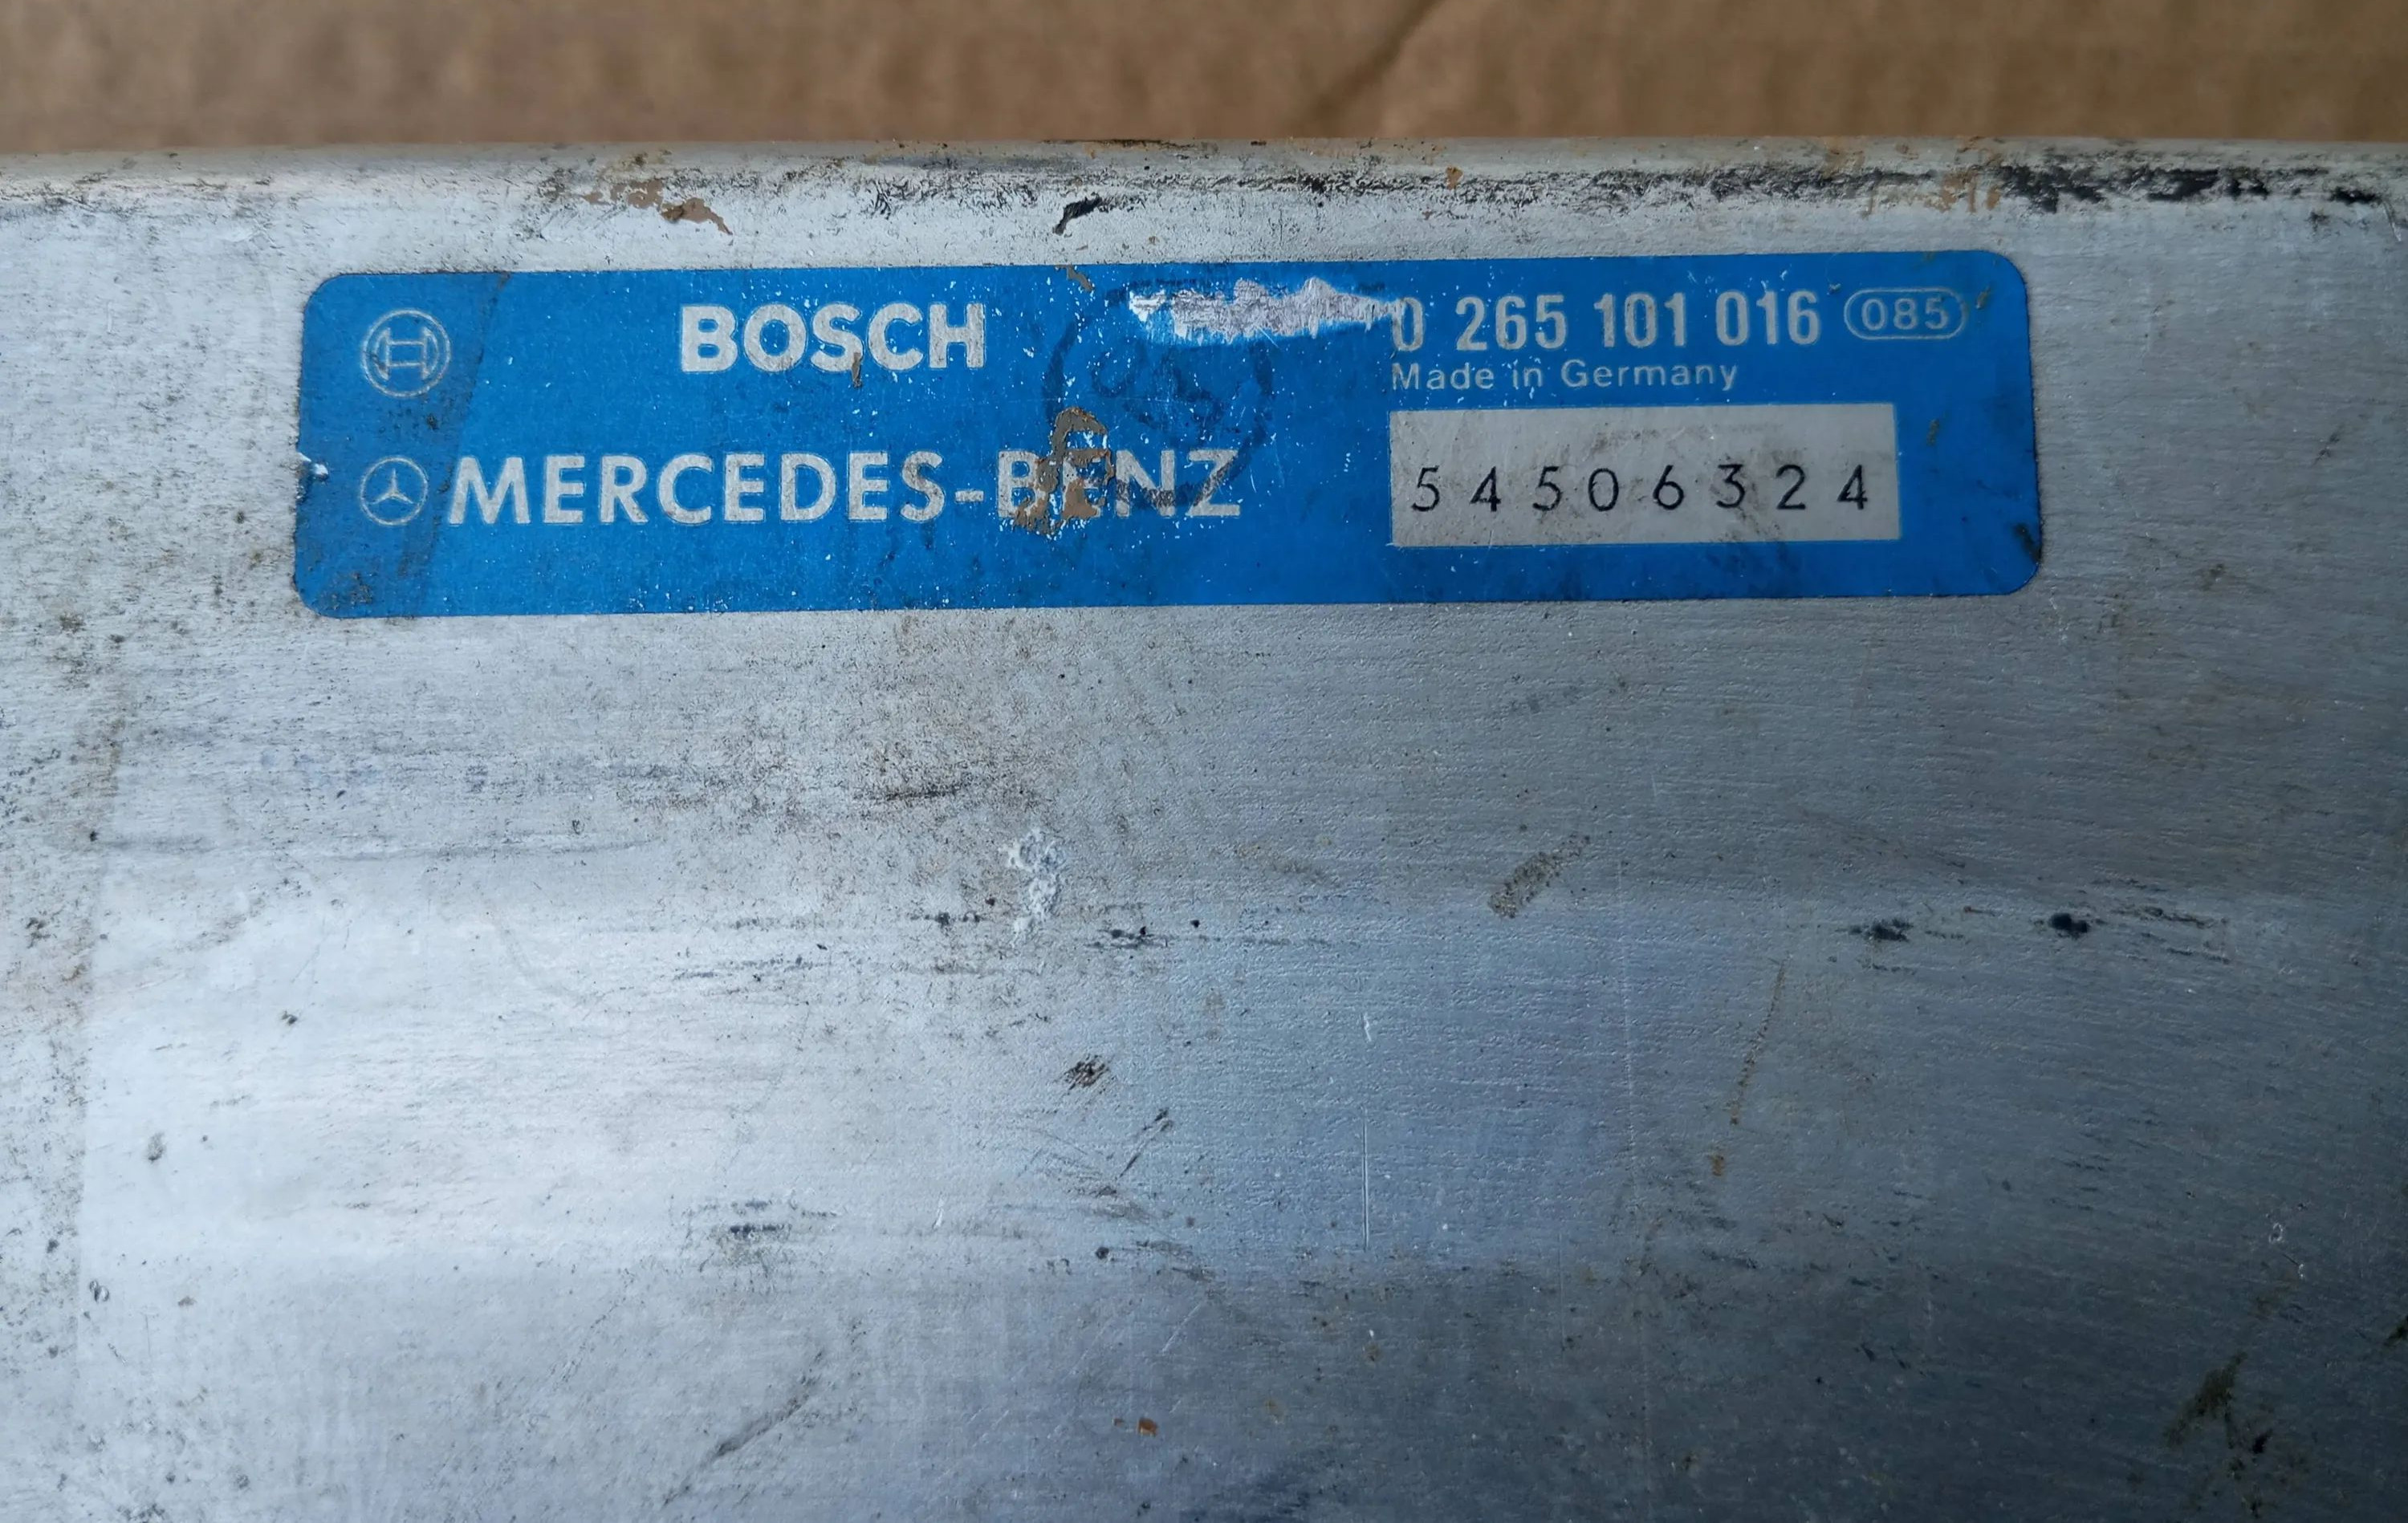 BOSCH
0 265 101 016 085
Made in Germany
MERCEDES-BENZ
54506324